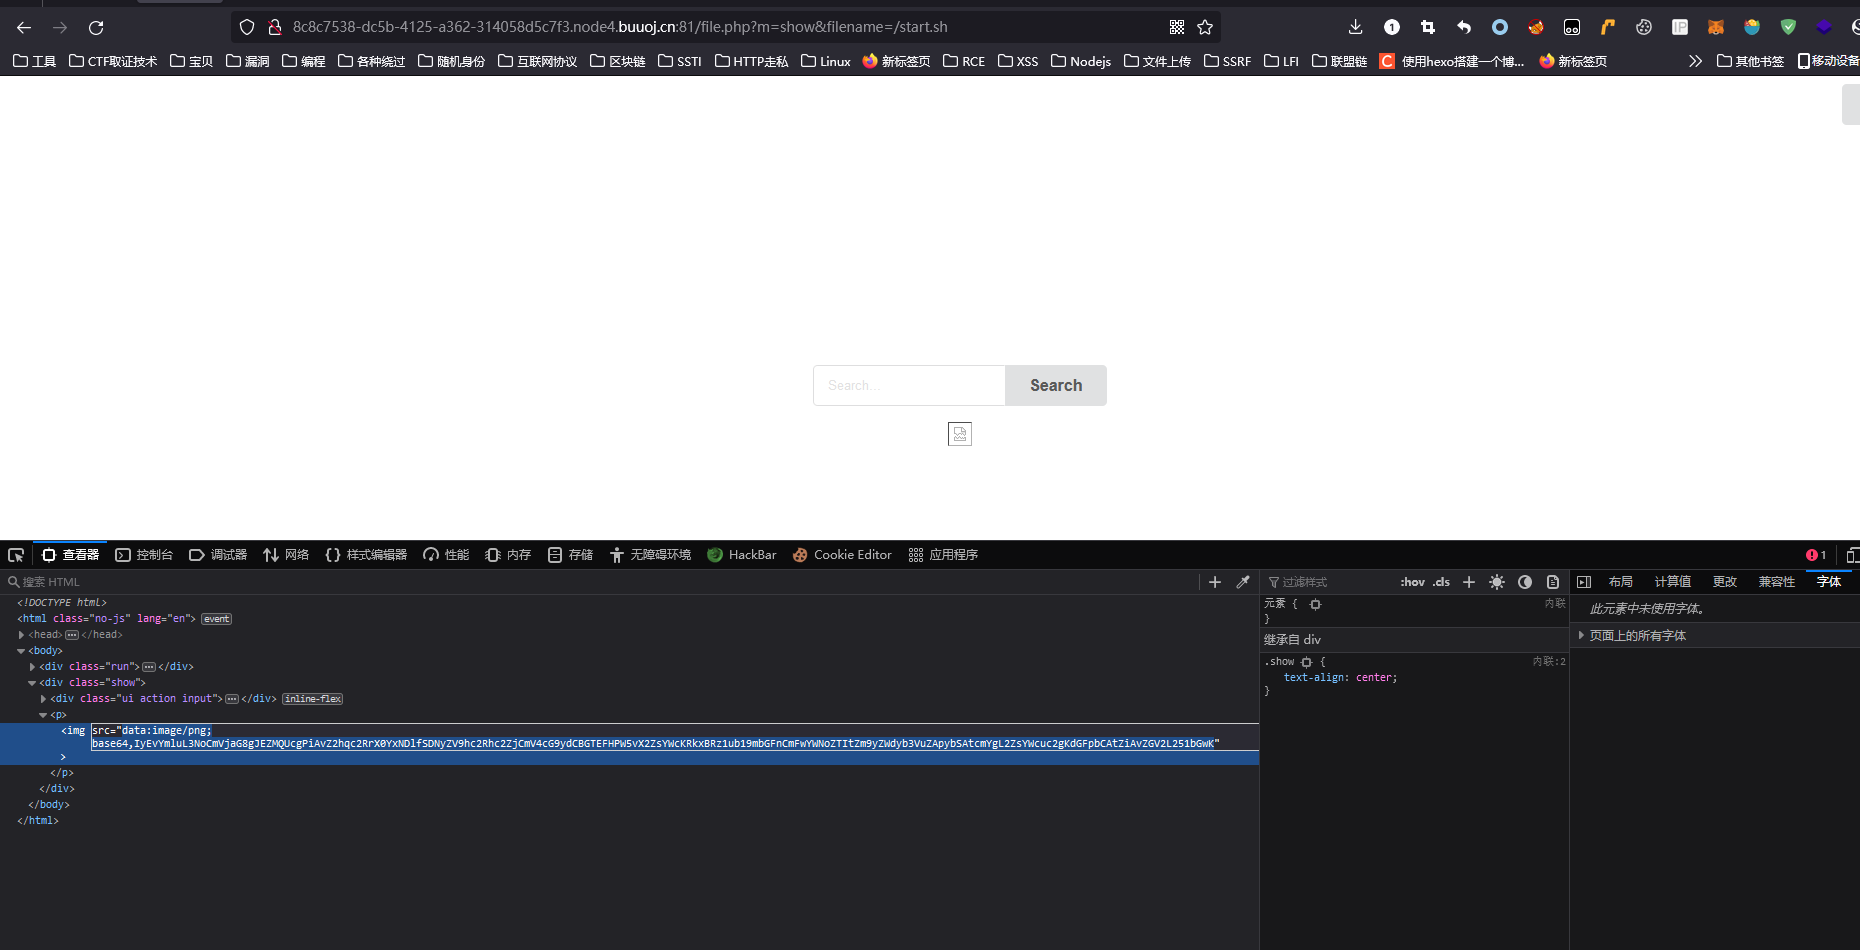 8c8c7538-dc5b-4125-a362-314058d5c7f3.node4.buuoj.cn:81/file.php?m=show&filename=/start.sh
工具 CTF取证技术 宝贝 漏洞 编程 各种绕过 随机身份 互联网协议 区块链 SSTI HTTP走私 Linux 新标签页 RCE XSS Nodejs 文件上传 SSRF LFI 联盟链 使用hexo搭建一个博... 新标签页 其他书签 移动设备
Search...
Search
查看器 控制台 调试器 网络 样式编辑器 性能 内存 存储 无障碍环境 HackBar Cookie Editor 应用程序 1
搜索 HTML
过滤样式 :hov .cls
布局 计算值 更改 兼容性 字体
<!DOCTYPE html>
<html class="no-js" lang="en"> event
<head> </head>
<body>
<div class="run"> </div>
<div class="show">
<div class="ui action input"> </div> inline-flex
<p>
<img src="data:image/png;
>
</p>
</div>
</body>
</html>
元素 { 内联
}
继承自 div
.show { 内联:2
text-align: center;
}
此元素中未使用字体。
页面上的所有字体